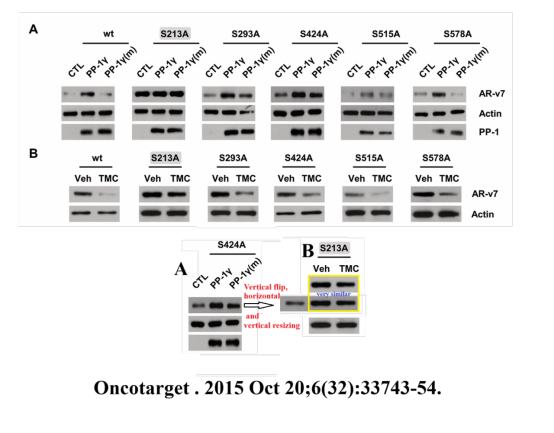 A
wt S213A S293A S424A S515A S578A
CTL PP-1γ PP-1γ(m) CTL PP-1γ PP-1γ(m) CTL PP-1γ PP-1γ(m) CTL PP-1γ PP-1γ(m) CTL PP-1γ PP-1γ(m) CTL PP-1γ PP-1γ(m)
AR-v7
Actin
PP-1
B
wt S213A S293A S424A S515A S578A
Veh TMC Veh TMC Veh TMC Veh TMC Veh TMC Veh TMC
AR-v7
Actin
A
S424A
CTL PP-1γ PP-1γ(m)
Vertical flip,
horizontal
and
vertical resizing
B
S213A
Veh TMC
very similar
Oncotarget . 2015 Oct 20;6(32):33743-54.